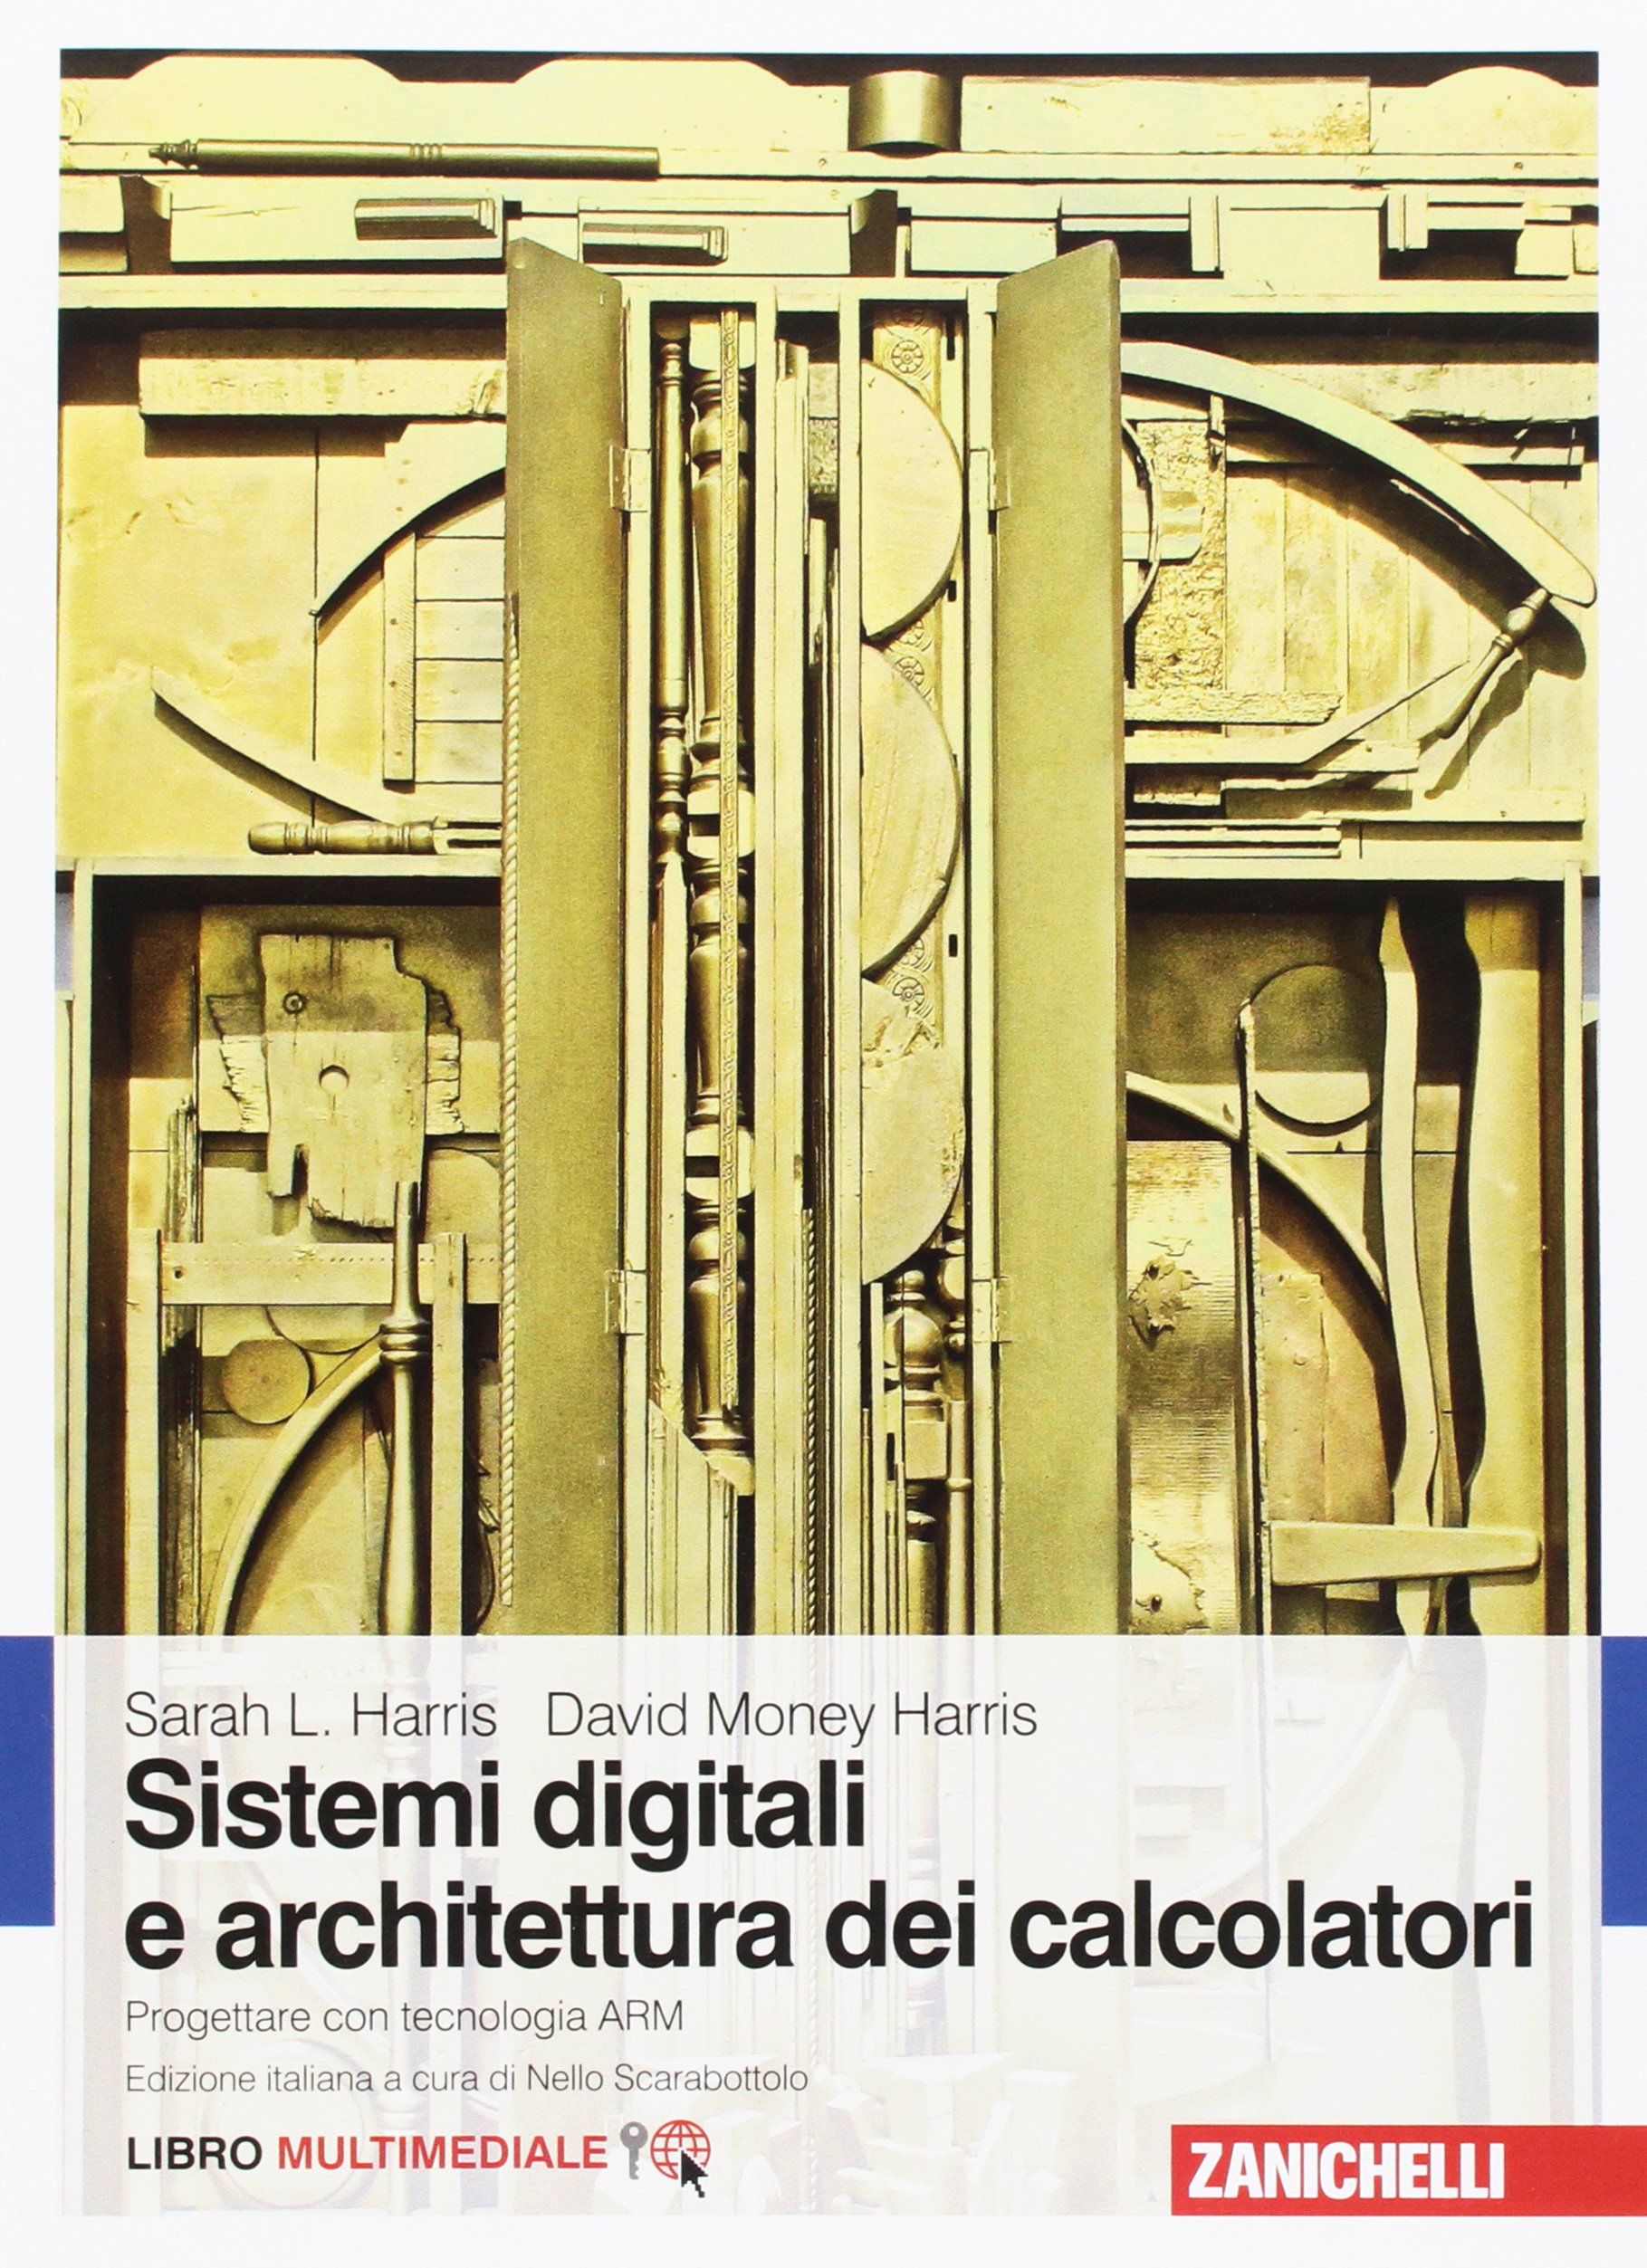 Sarah L. Harris David Money Harris
Sistemi digitali
e architettura dei calcolatori
Progettare con tecnologia ARM
Edizione italiana a cura di Nello Scarabottolo
LIBRO MULTIMEDIALE
ZANICHELLI